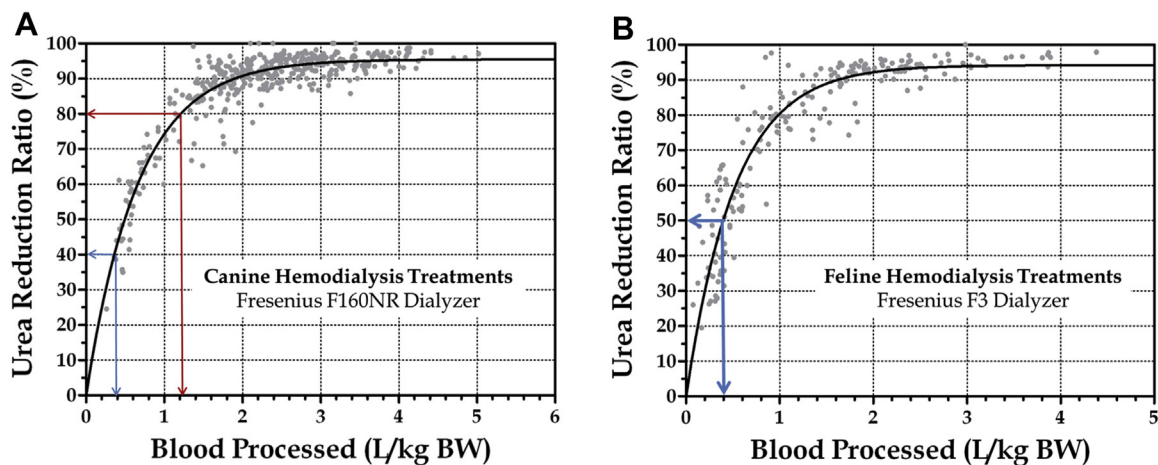 A
Urea Reduction Ratio (%)
100
90
80
70
60
50
40
30
20
10
0
Canine Hemodialysis Treatments
Fresenius F160NR Dialyzer
0 1 2 3 4 5 6
Blood Processed (L/kg BW)
B
Urea Reduction Ratio (%)
100
90
80
70
60
50
40
30
20
10
0
Feline Hemodialysis Treatments
Fresenius F3 Dialyzer
0 1 2 3 4 5
Blood Processed (L/kg BW)